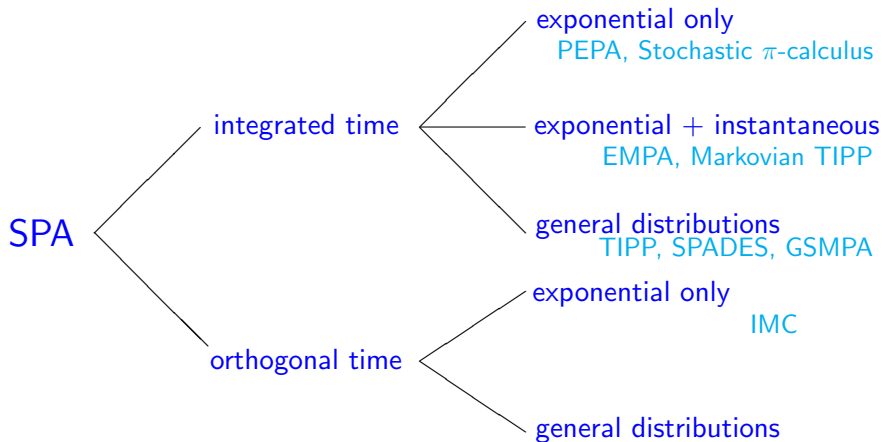 exponential only
PEPA, Stochastic π-calculus
integrated time
exponential + instantaneous
EMPA, Markovian TIPP
general distributions
TIPP, SPADES, GSMPA
SPA
exponential only
IMC
orthogonal time
general distributions